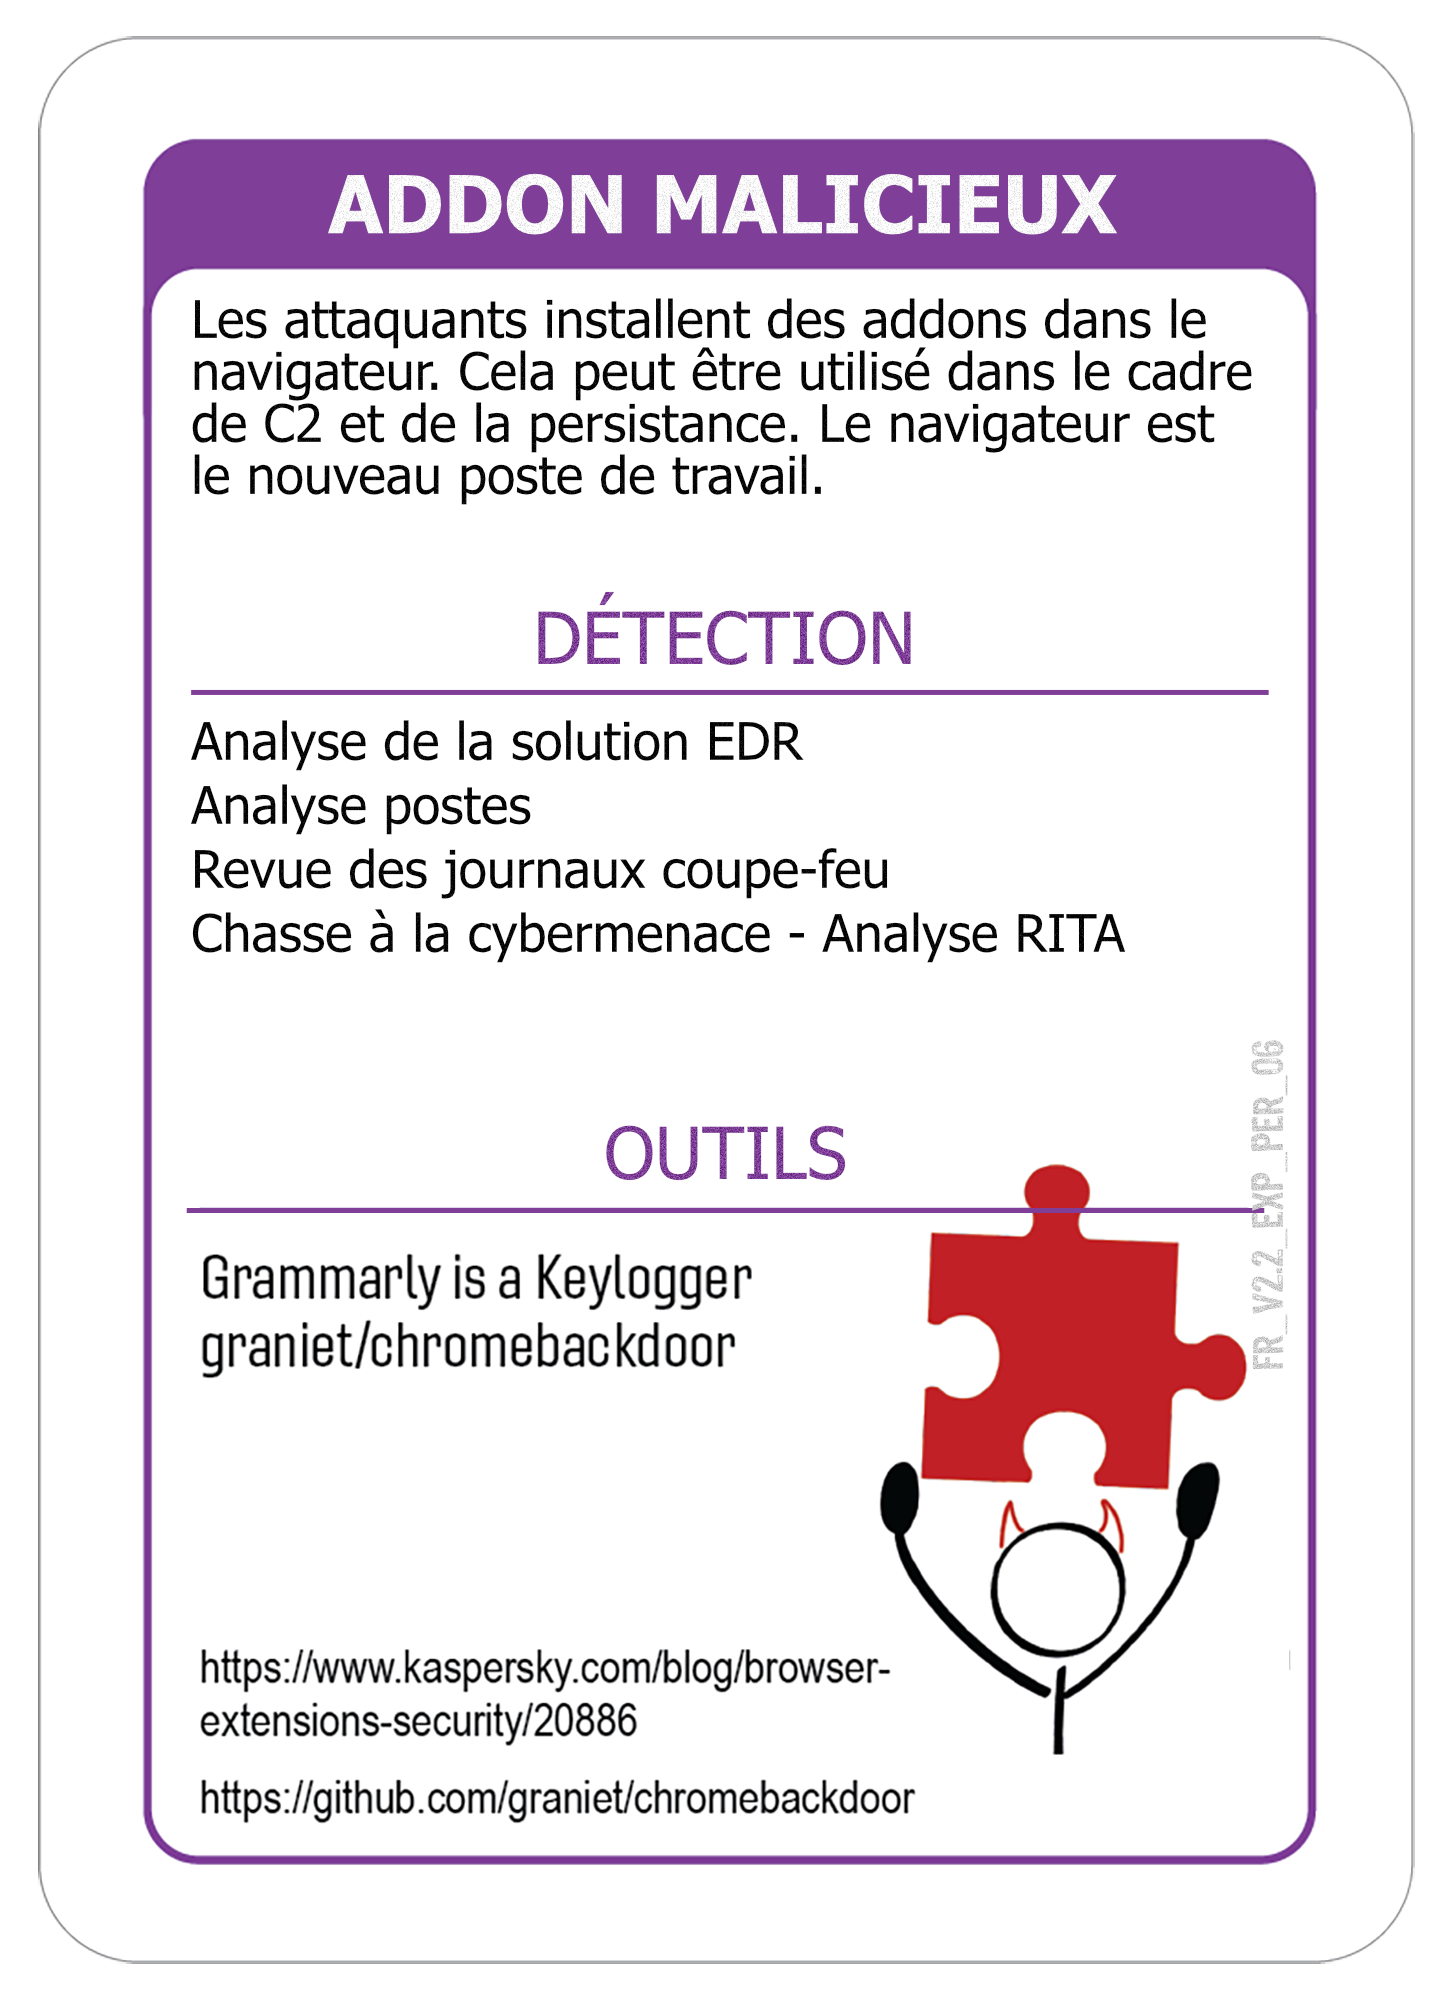 ADDON MALICIEUX
Les attaquants installent des addons dans le
navigateur. Cela peut être utilisé dans le cadre
de C2 et de la persistance. Le navigateur est
le nouveau poste de travail.
DÉTECTION
Analyse de la solution EDR
Analyse postes
Revue des journaux coupe-feu
Chasse à la cybermenace - Analyse RITA
OUTILS
Grammarly is a Keylogger
graniet/chromebackdoor
https://www.kaspersky.com/blog/browser-
extensions-security/20886
https://github.com/graniet/chromebackdoor
FR_V2.2_EXP_PER_06